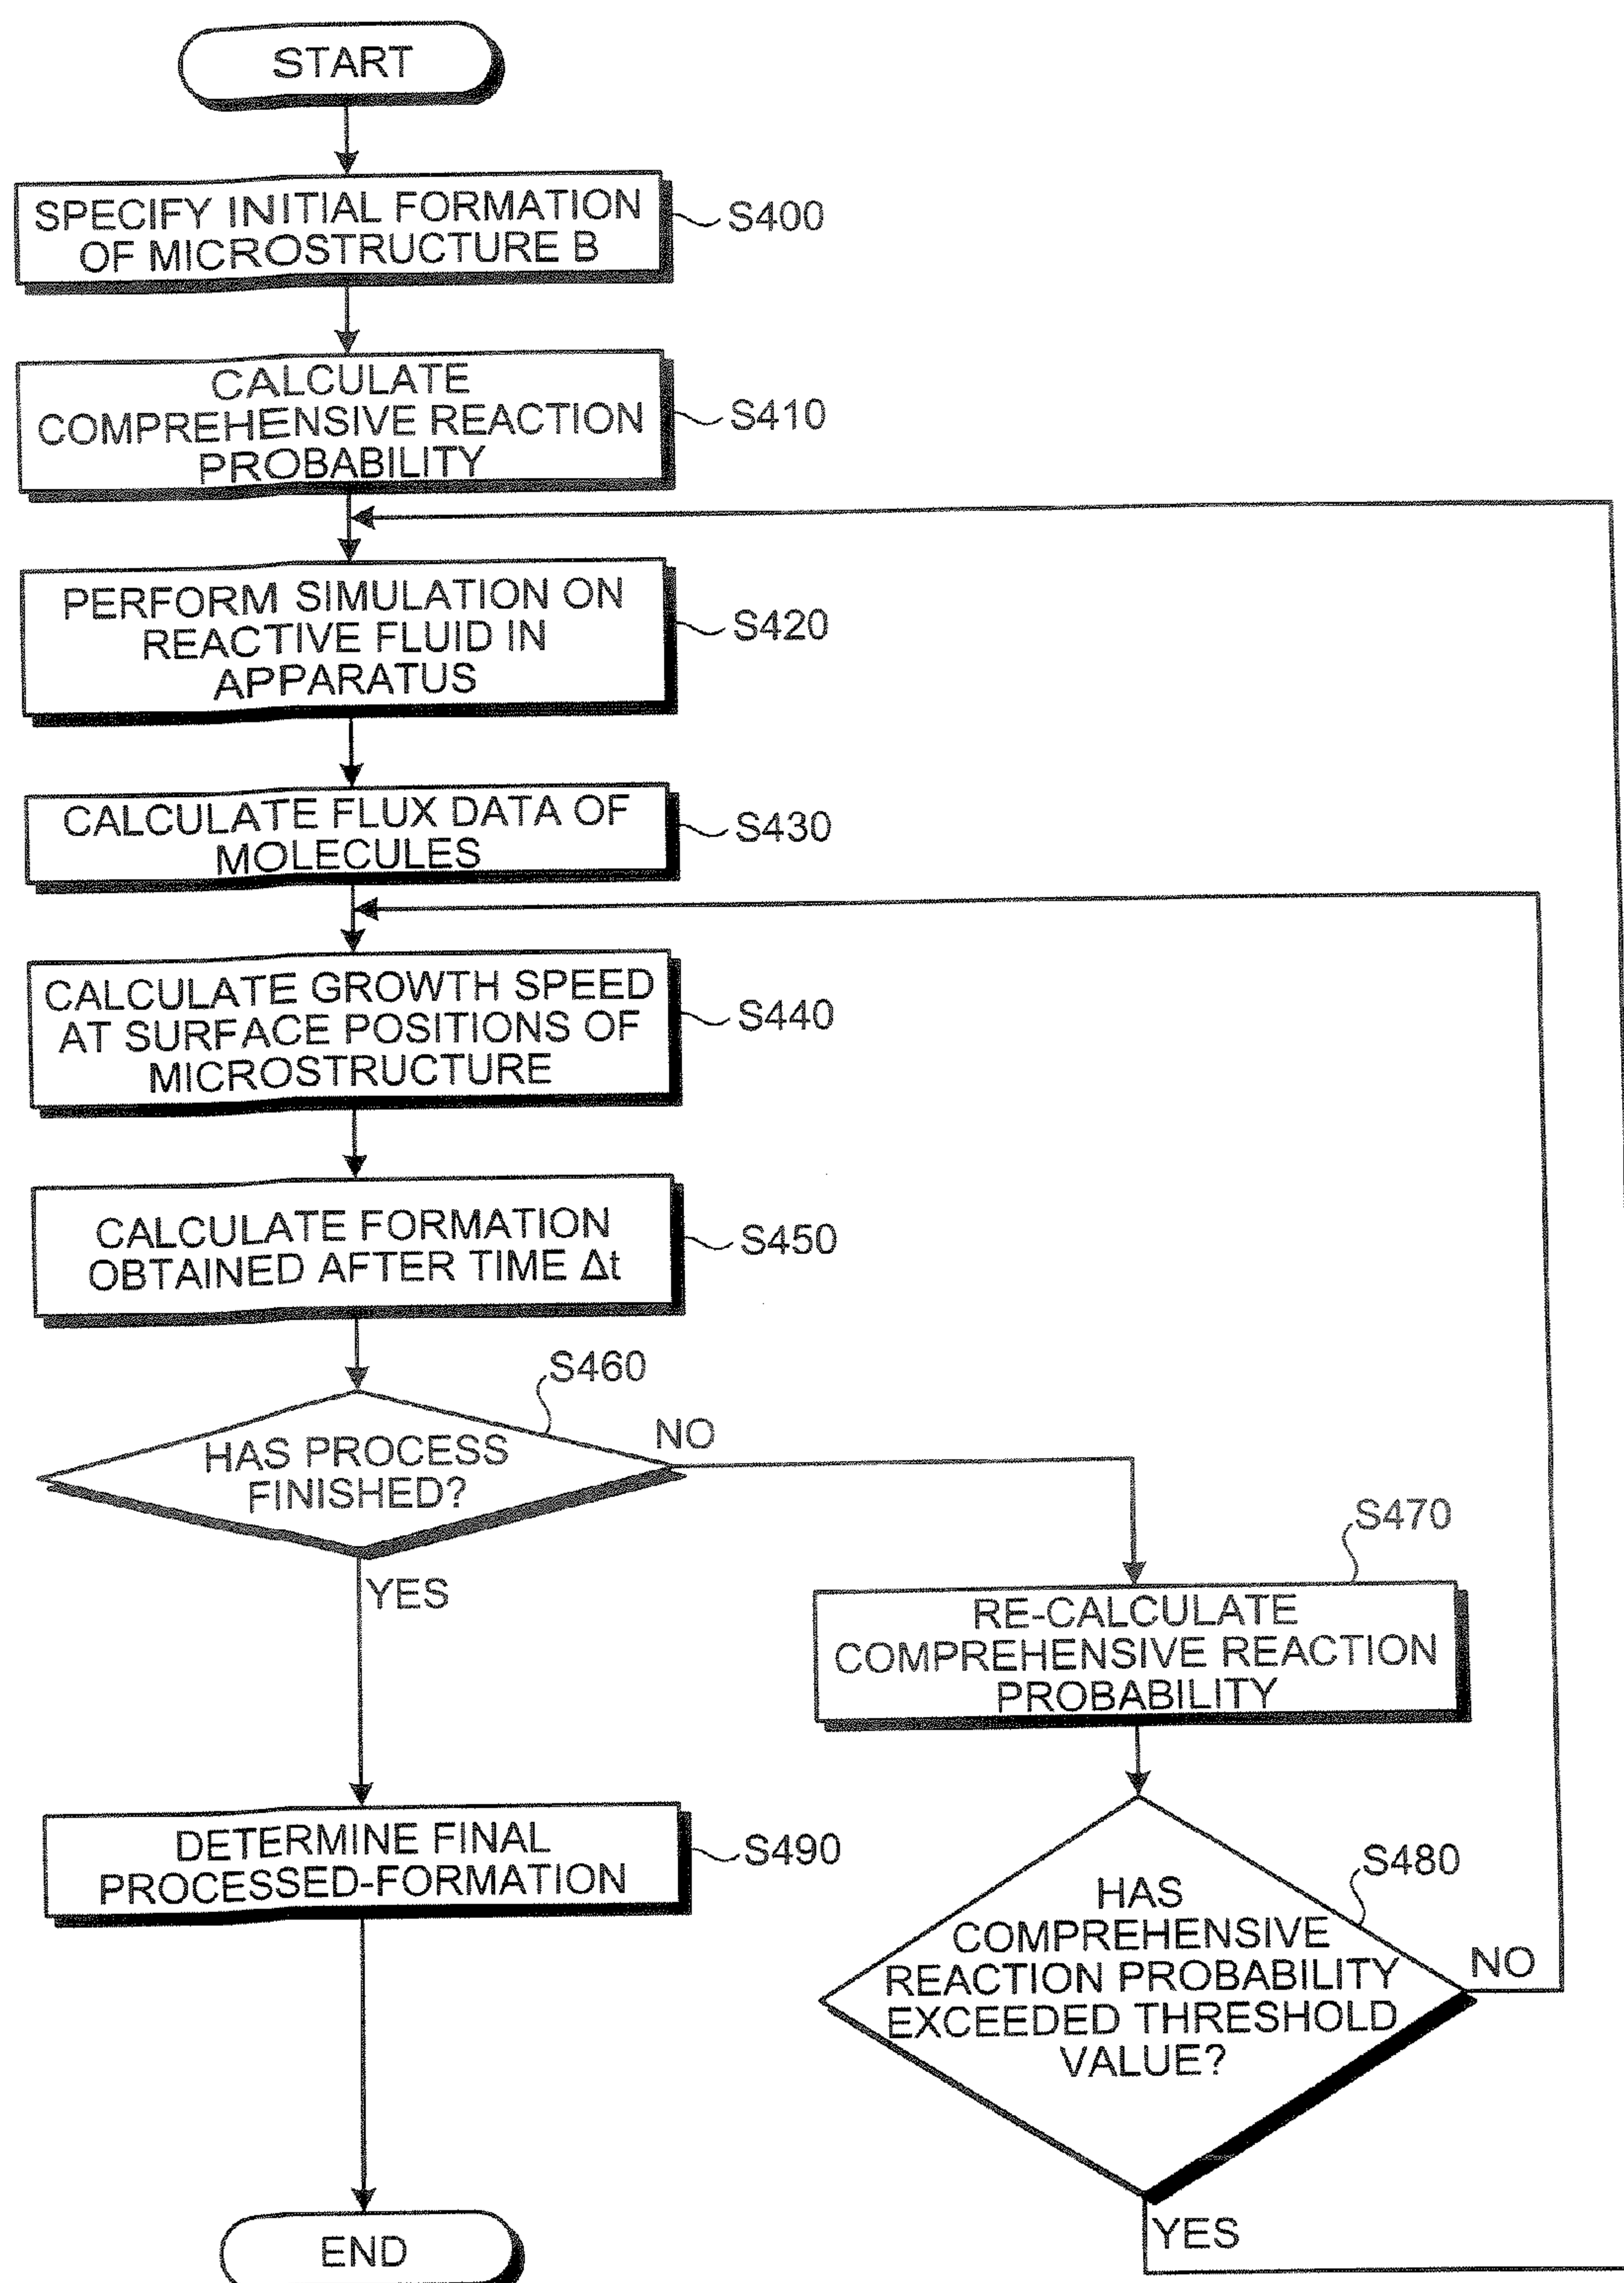 START
SPECIFY INITIAL FORMATION
OF MICROSTRUCTURE B
S400
CALCULATE
COMPREHENSIVE REACTION
PROBABILITY
S410
PERFORM SIMULATION ON
REACTIVE FLUID IN
APPARATUS
S420
CALCULATE FLUX DATA OF
MOLECULES
S430
CALCULATE GROWTH SPEED
AT SURFACE POSITIONS OF
MICROSTRUCTURE
S440
CALCULATE FORMATION
OBTAINED AFTER TIME Δt
S450
S460
HAS PROCESS
FINISHED?
NO
YES
S470
RE-CALCULATE
COMPREHENSIVE REACTION
PROBABILITY
DETERMINE FINAL
PROCESSED-FORMATION
S490
S480
HAS
COMPREHENSIVE
REACTION PROBABILITY
EXCEEDED THRESHOLD
VALUE?
NO
YES
END